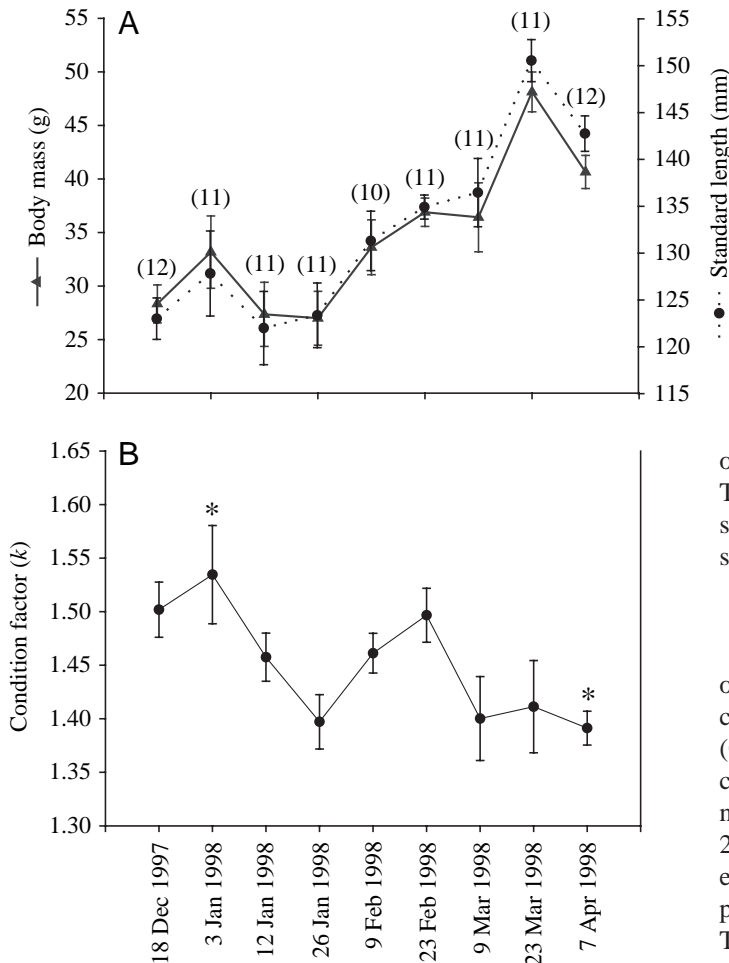 A
Body mass (g)
55
50
45
40
35
30
25
20
(12)
(11)
(11)
(11)
(10)
(11)
(11)
(11)
(12)
155
150
145
140
135
130
125
120
115
Standard length (mm)
B
Condition factor (k)
1.65
1.60
1.55
1.50
1.45
1.40
1.35
1.30
*
*
18 Dec 1997
3 Jan 1998
12 Jan 1998
26 Jan 1998
9 Feb 1998
23 Feb 1998
9 Mar 1998
23 Mar 1998
7 Apr 1998
o
T
s
s
o
c
(
c
n
2
e
p
T